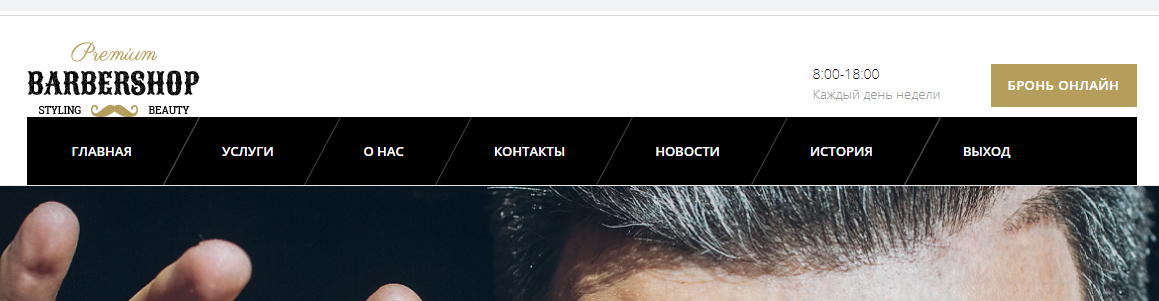 Premium
BARBERSHOP
STYLING BEAUTY
8:00-18:00
Каждый день недели
БРОНЬ ОНЛАЙН
ГЛАВНАЯ УСЛУГИ О НАС КОНТАКТЫ НОВОСТИ ИСТОРИЯ ВЫХОД